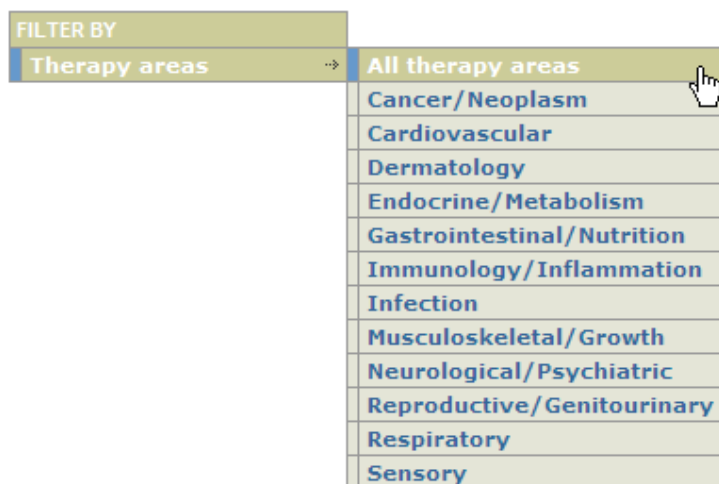 FILTER BY
Therapy areas
All therapy areas
Cancer/Neoplasm
Cardiovascular
Dermatology
Endocrine/Metabolism
Gastrointestinal/Nutrition
Immunology/Inflammation
Infection
Musculoskeletal/Growth
Neurological/Psychiatric
Reproductive/Genitourinary
Respiratory
Sensory